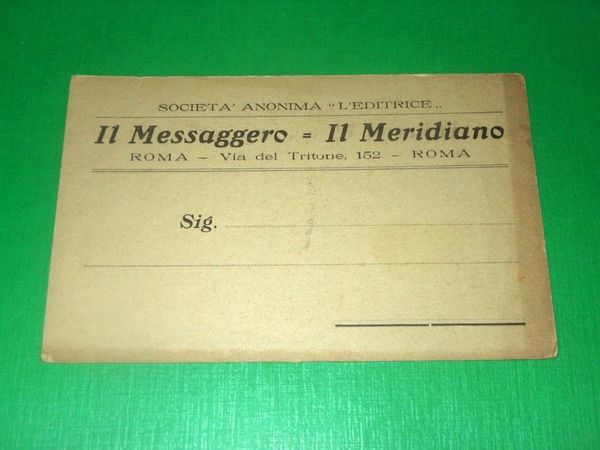 SOCIETA' ANONIMA "L'EDITRICE„
Il Messaggero = Il Meridiano
ROMA - Via del Tritone, 152 - ROMA
Sig.